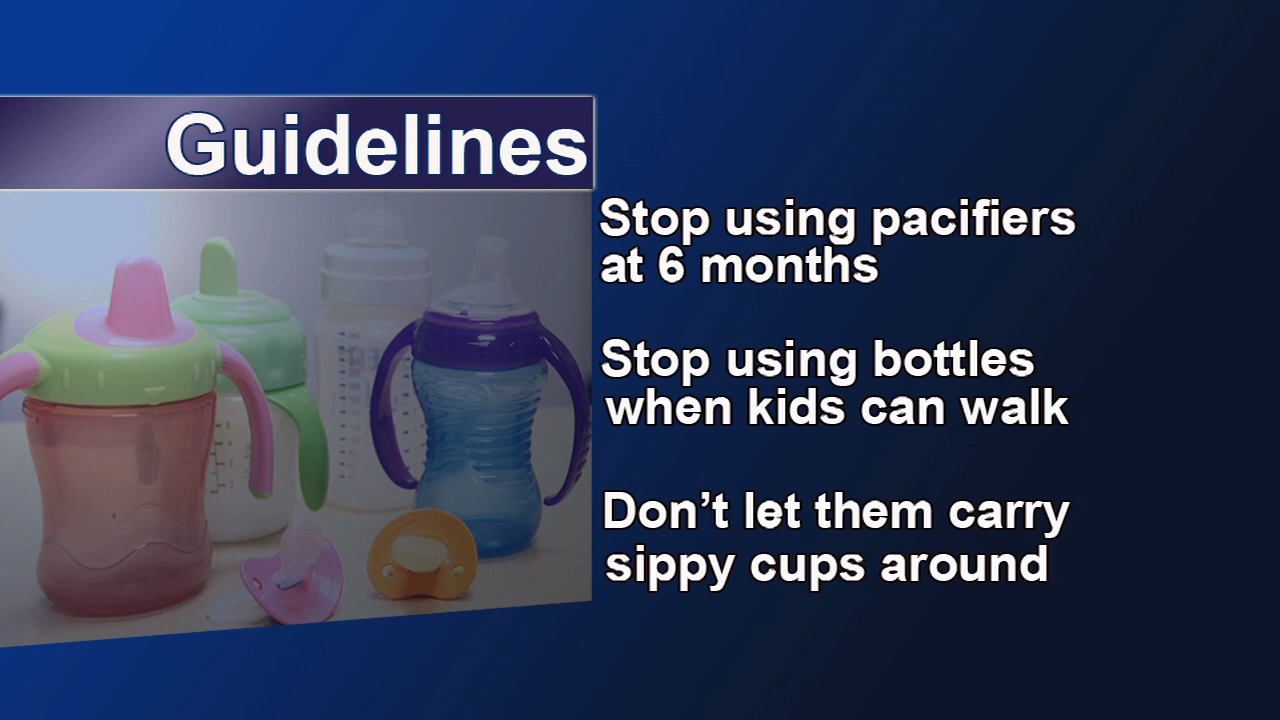 Guidelines
Stop using pacifiers
at 6 months
Stop using bottles
when kids can walk
Don’t let them carry
sippy cups around